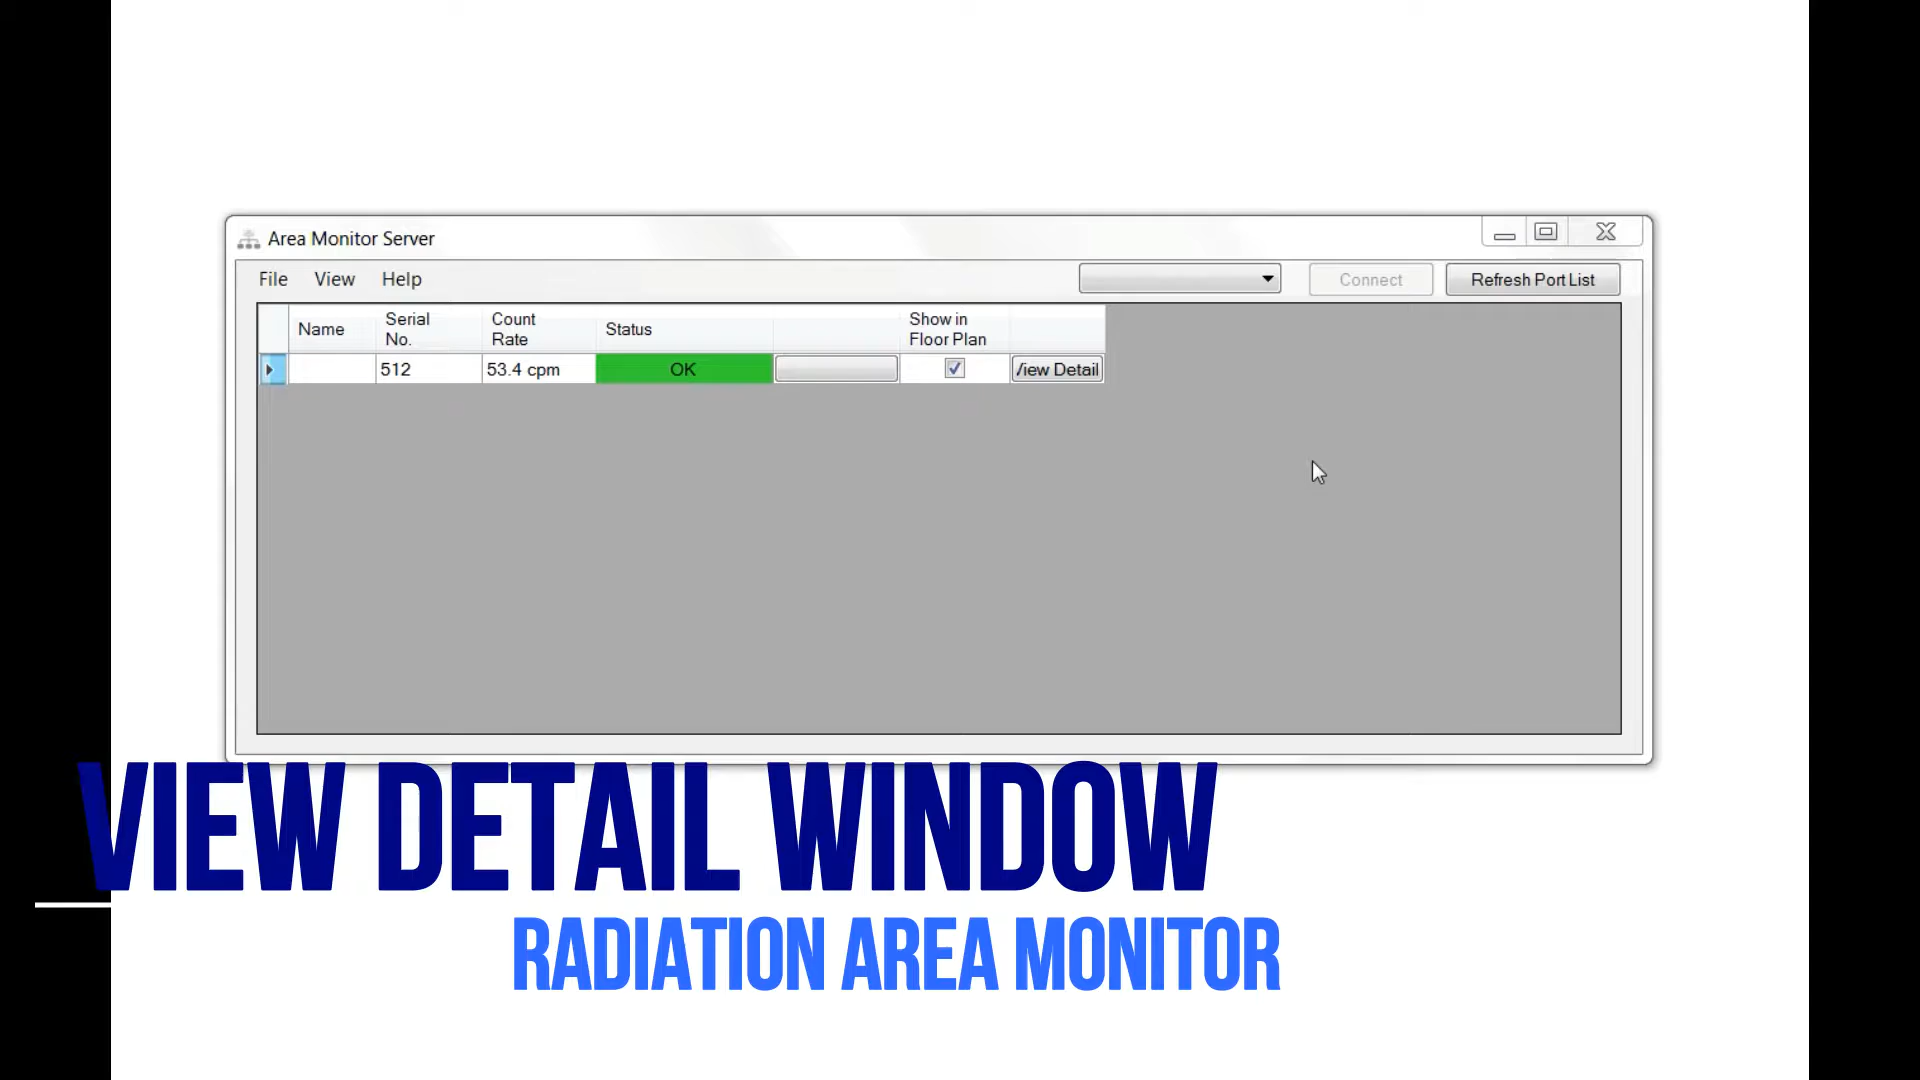 Area Monitor Server
File View Help Connect Refresh Port List
Name Serial No. Count Rate Status Show in Floor Plan
512 53.4 cpm OK /iew Detail
VIEW DETAIL WINDOW
RADIATION AREA MONITOR